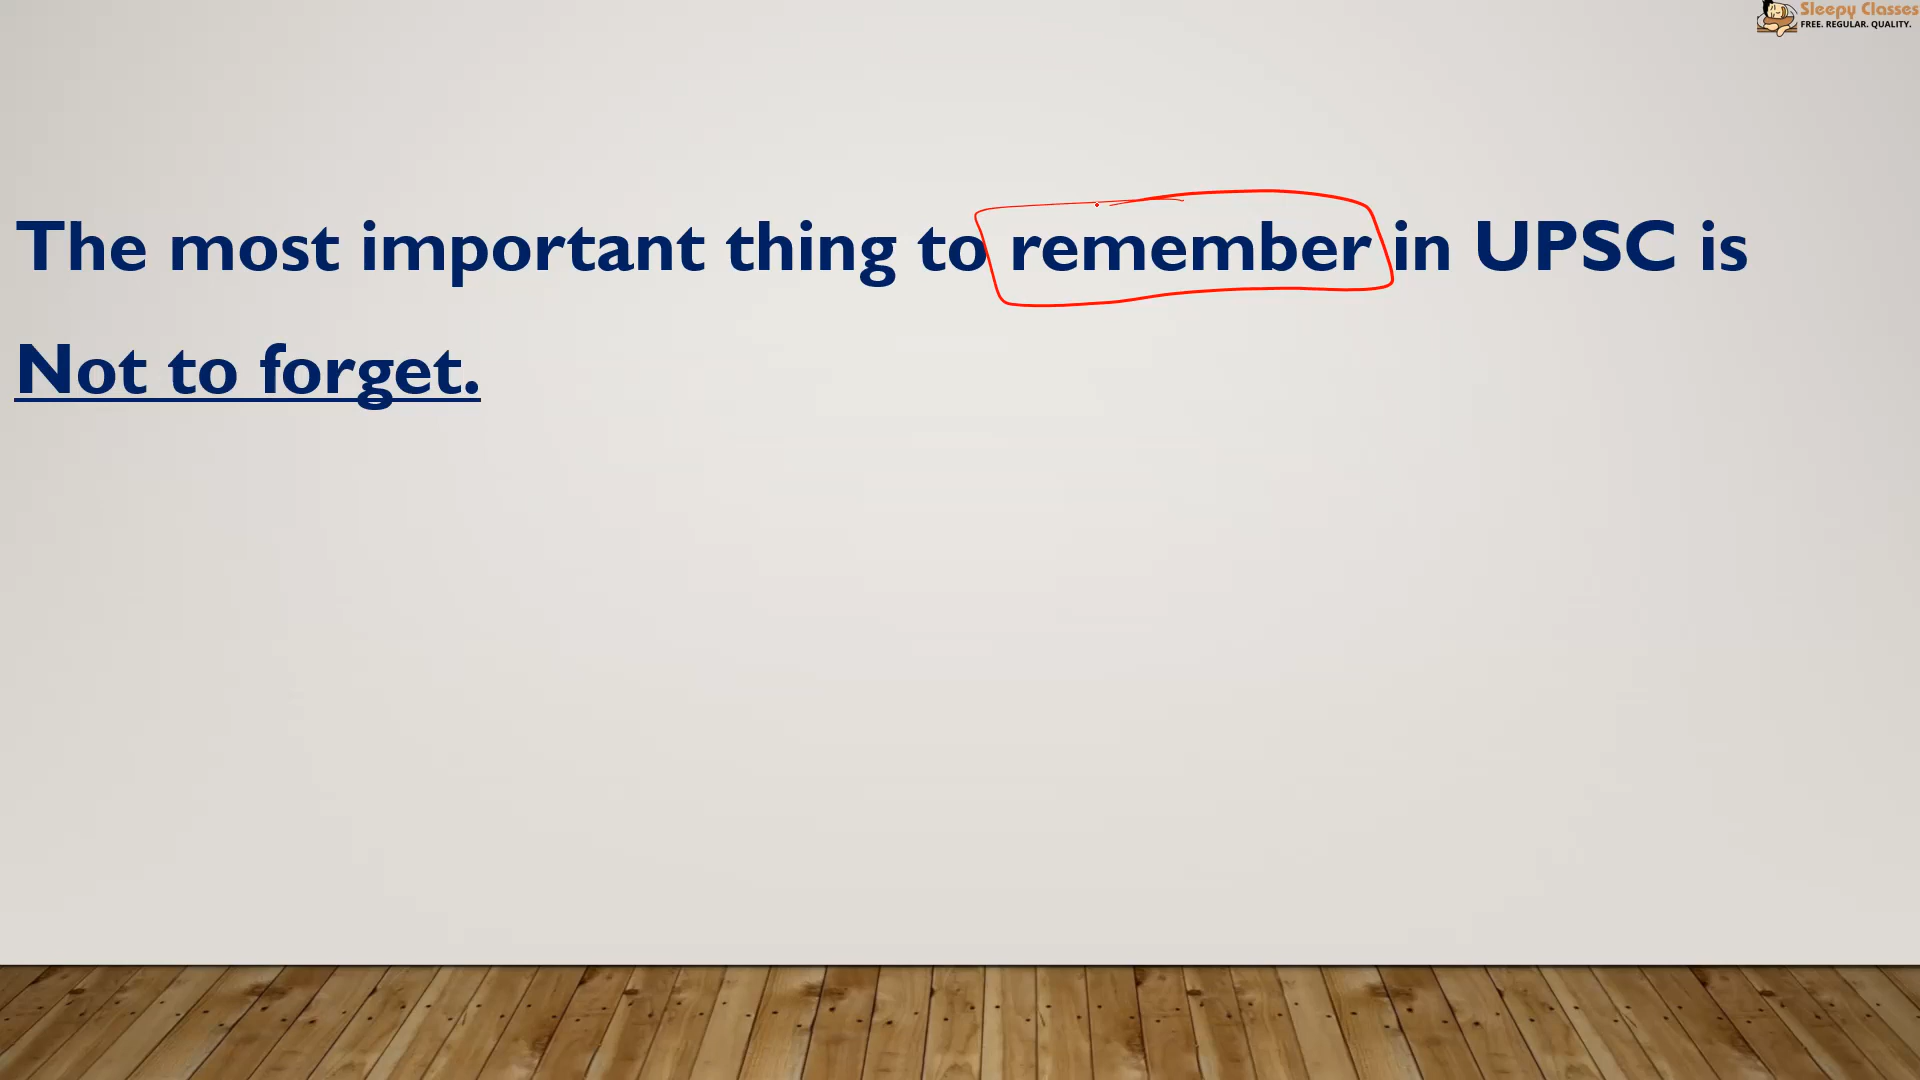 Sleepy Classes
FREE. REGULAR. QUALITY.
The most important thing to remember in UPSC is
Not to forget.